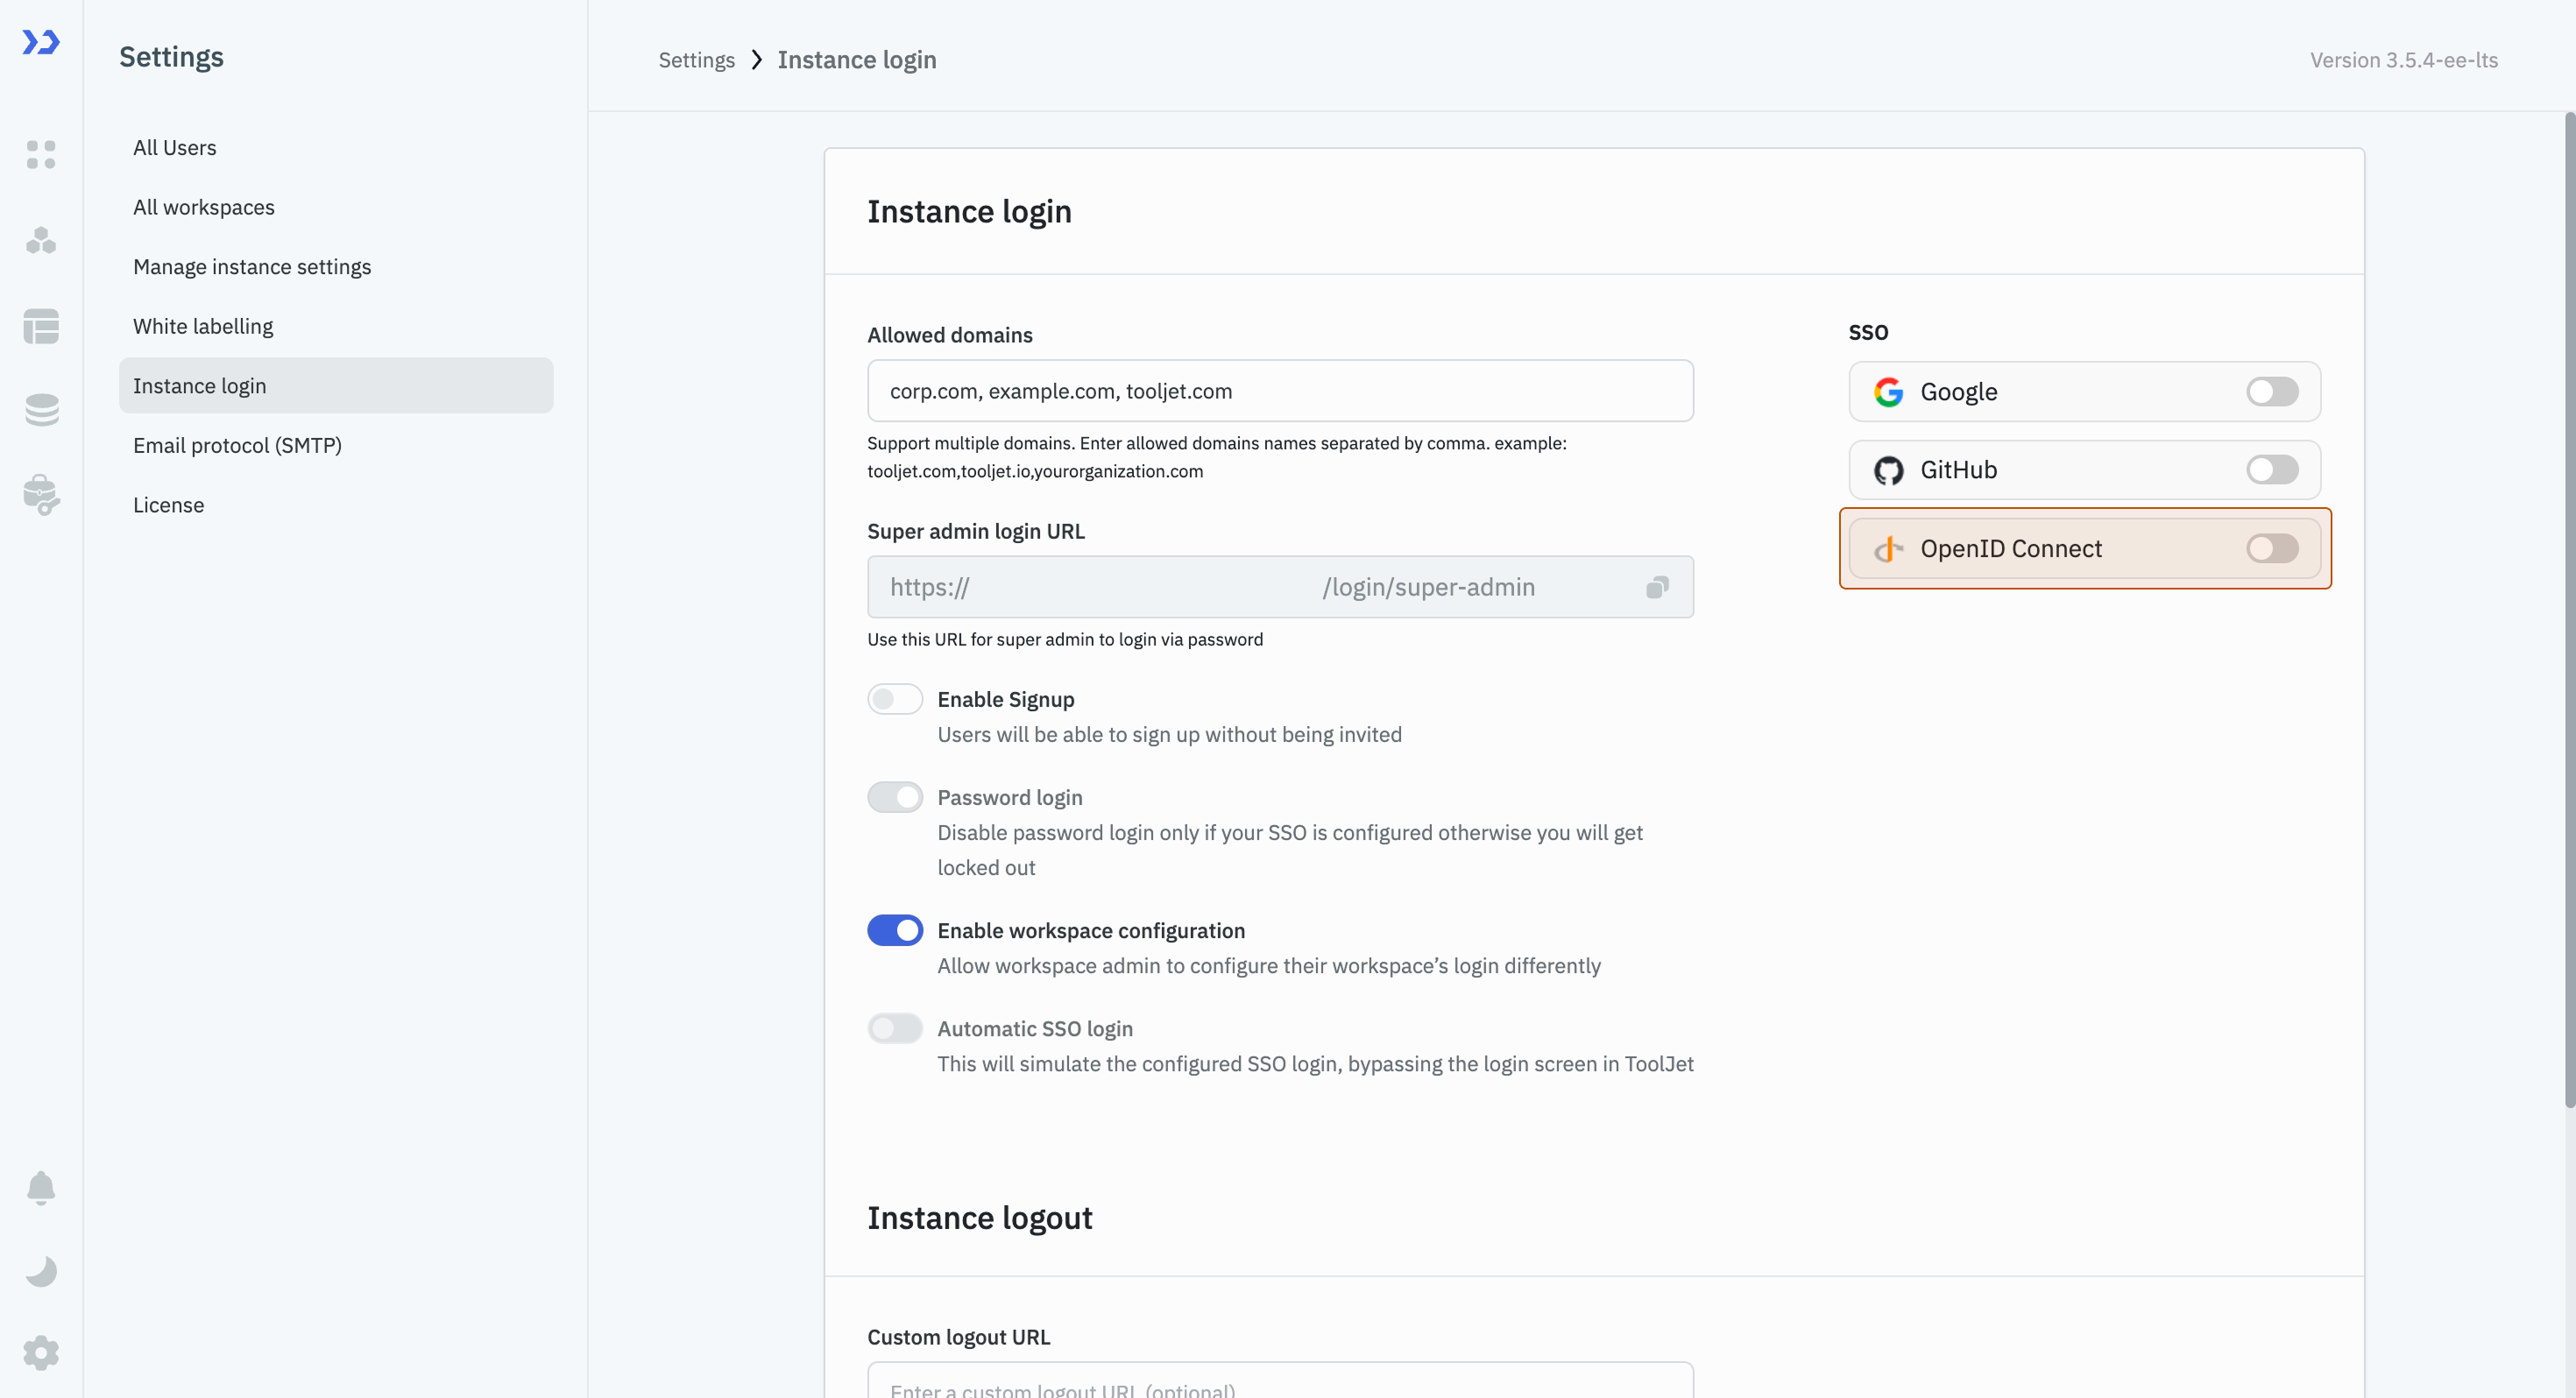 Settings
All Users
All workspaces
Manage instance settings
White labelling
Instance login
Email protocol (SMTP)
License
Settings
Instance login
Version 3.5.4-ee-lts
Instance login
Allowed domains
corp.com, example.com, tooljet.com
Support multiple domains. Enter allowed domains names separated by comma. example:
tooljet.com,tooljet.io,yourorganization.com
Super admin login URL
https:// /login/super-admin
Use this URL for super admin to login via password
Enable Signup
Users will be able to sign up without being invited
Password login
Disable password login only if your SSO is configured otherwise you will get
locked out
Enable workspace configuration
Allow workspace admin to configure their workspace’s login differently
Automatic SSO login
This will simulate the configured SSO login, bypassing the login screen in ToolJet
SSO
Google
GitHub
OpenID Connect
Instance logout
Custom logout URL
Enter a custom logout URL (optional)